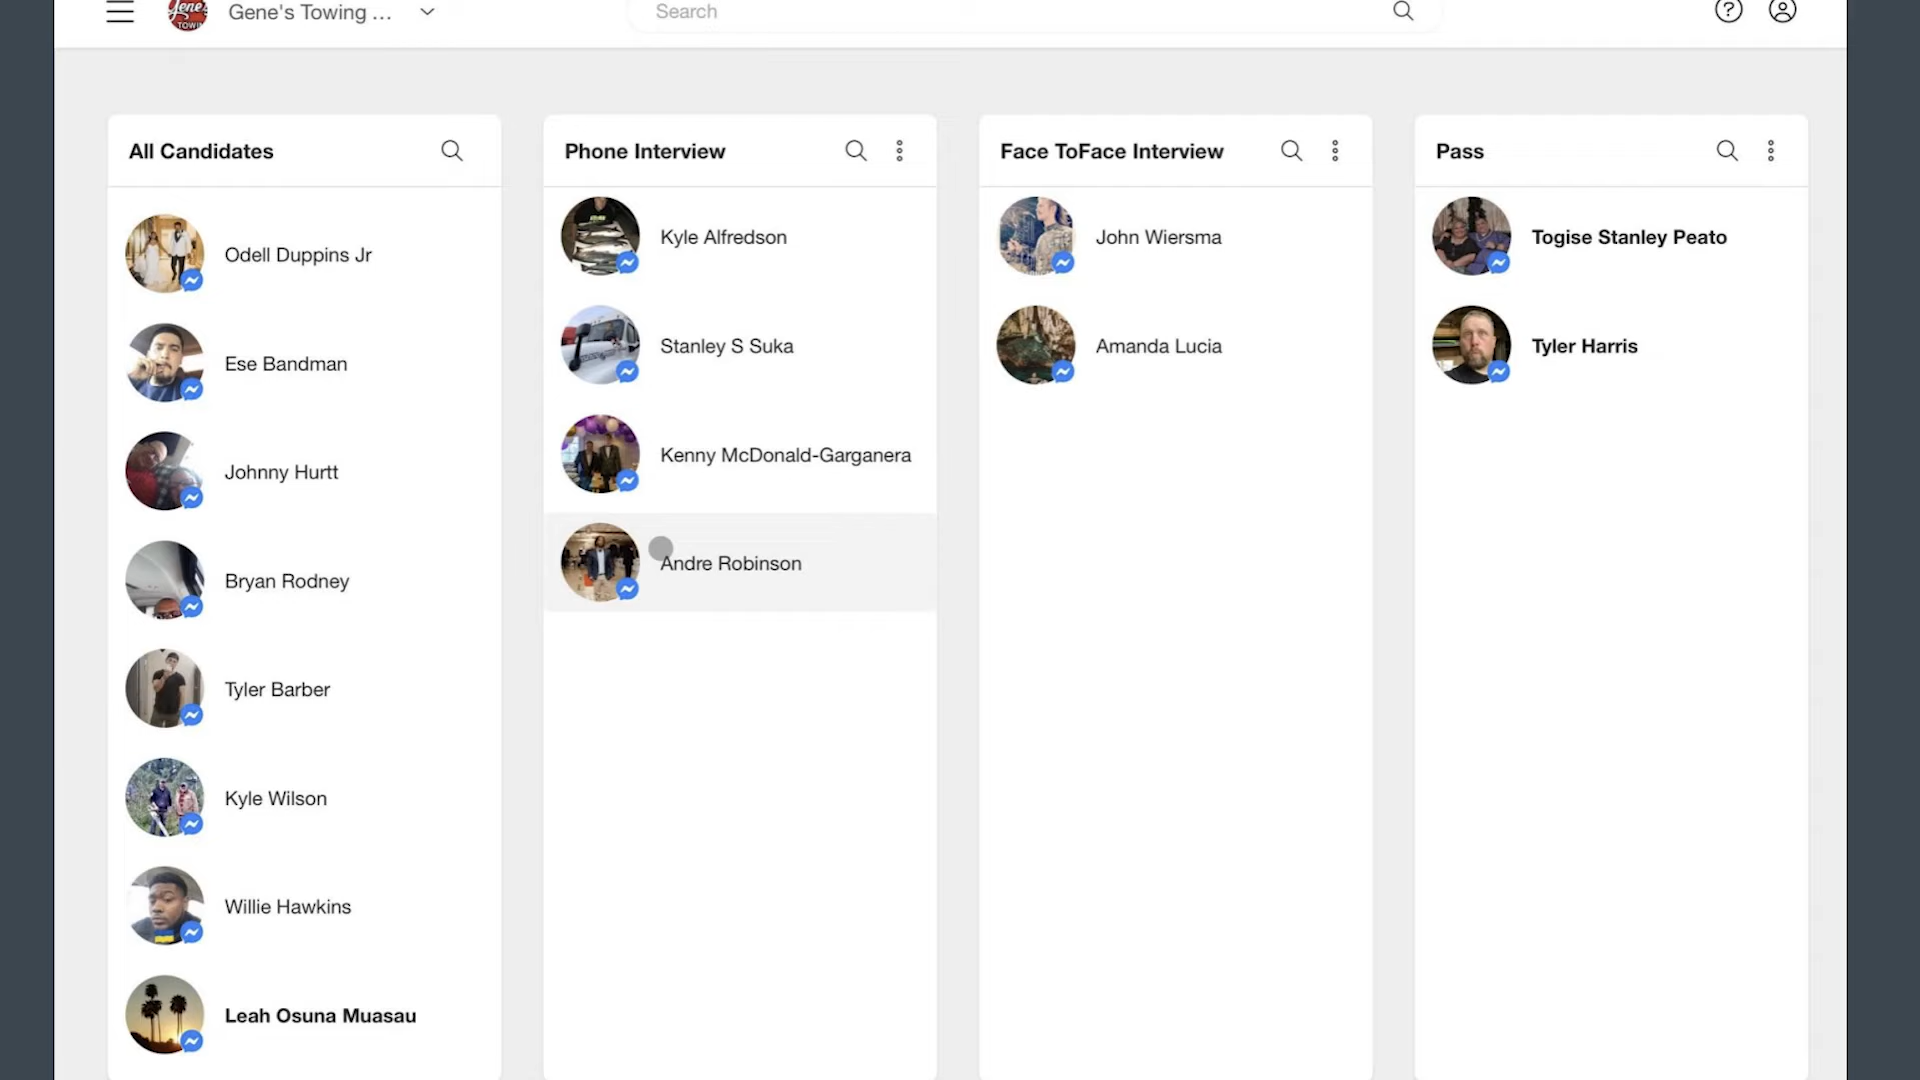 Gene's
TOWI
Gene's Towing ...
Search
All Candidates
Odell Duppins Jr
Ese Bandman
Johnny Hurtt
Bryan Rodney
Tyler Barber
Kyle Wilson
Willie Hawkins
Leah Osuna Muasau
Phone Interview
Kyle Alfredson
Stanley S Suka
Kenny McDonald-Garganera
Andre Robinson
Face ToFace Interview
John Wiersma
Amanda Lucia
Pass
Togise Stanley Peato
Tyler Harris